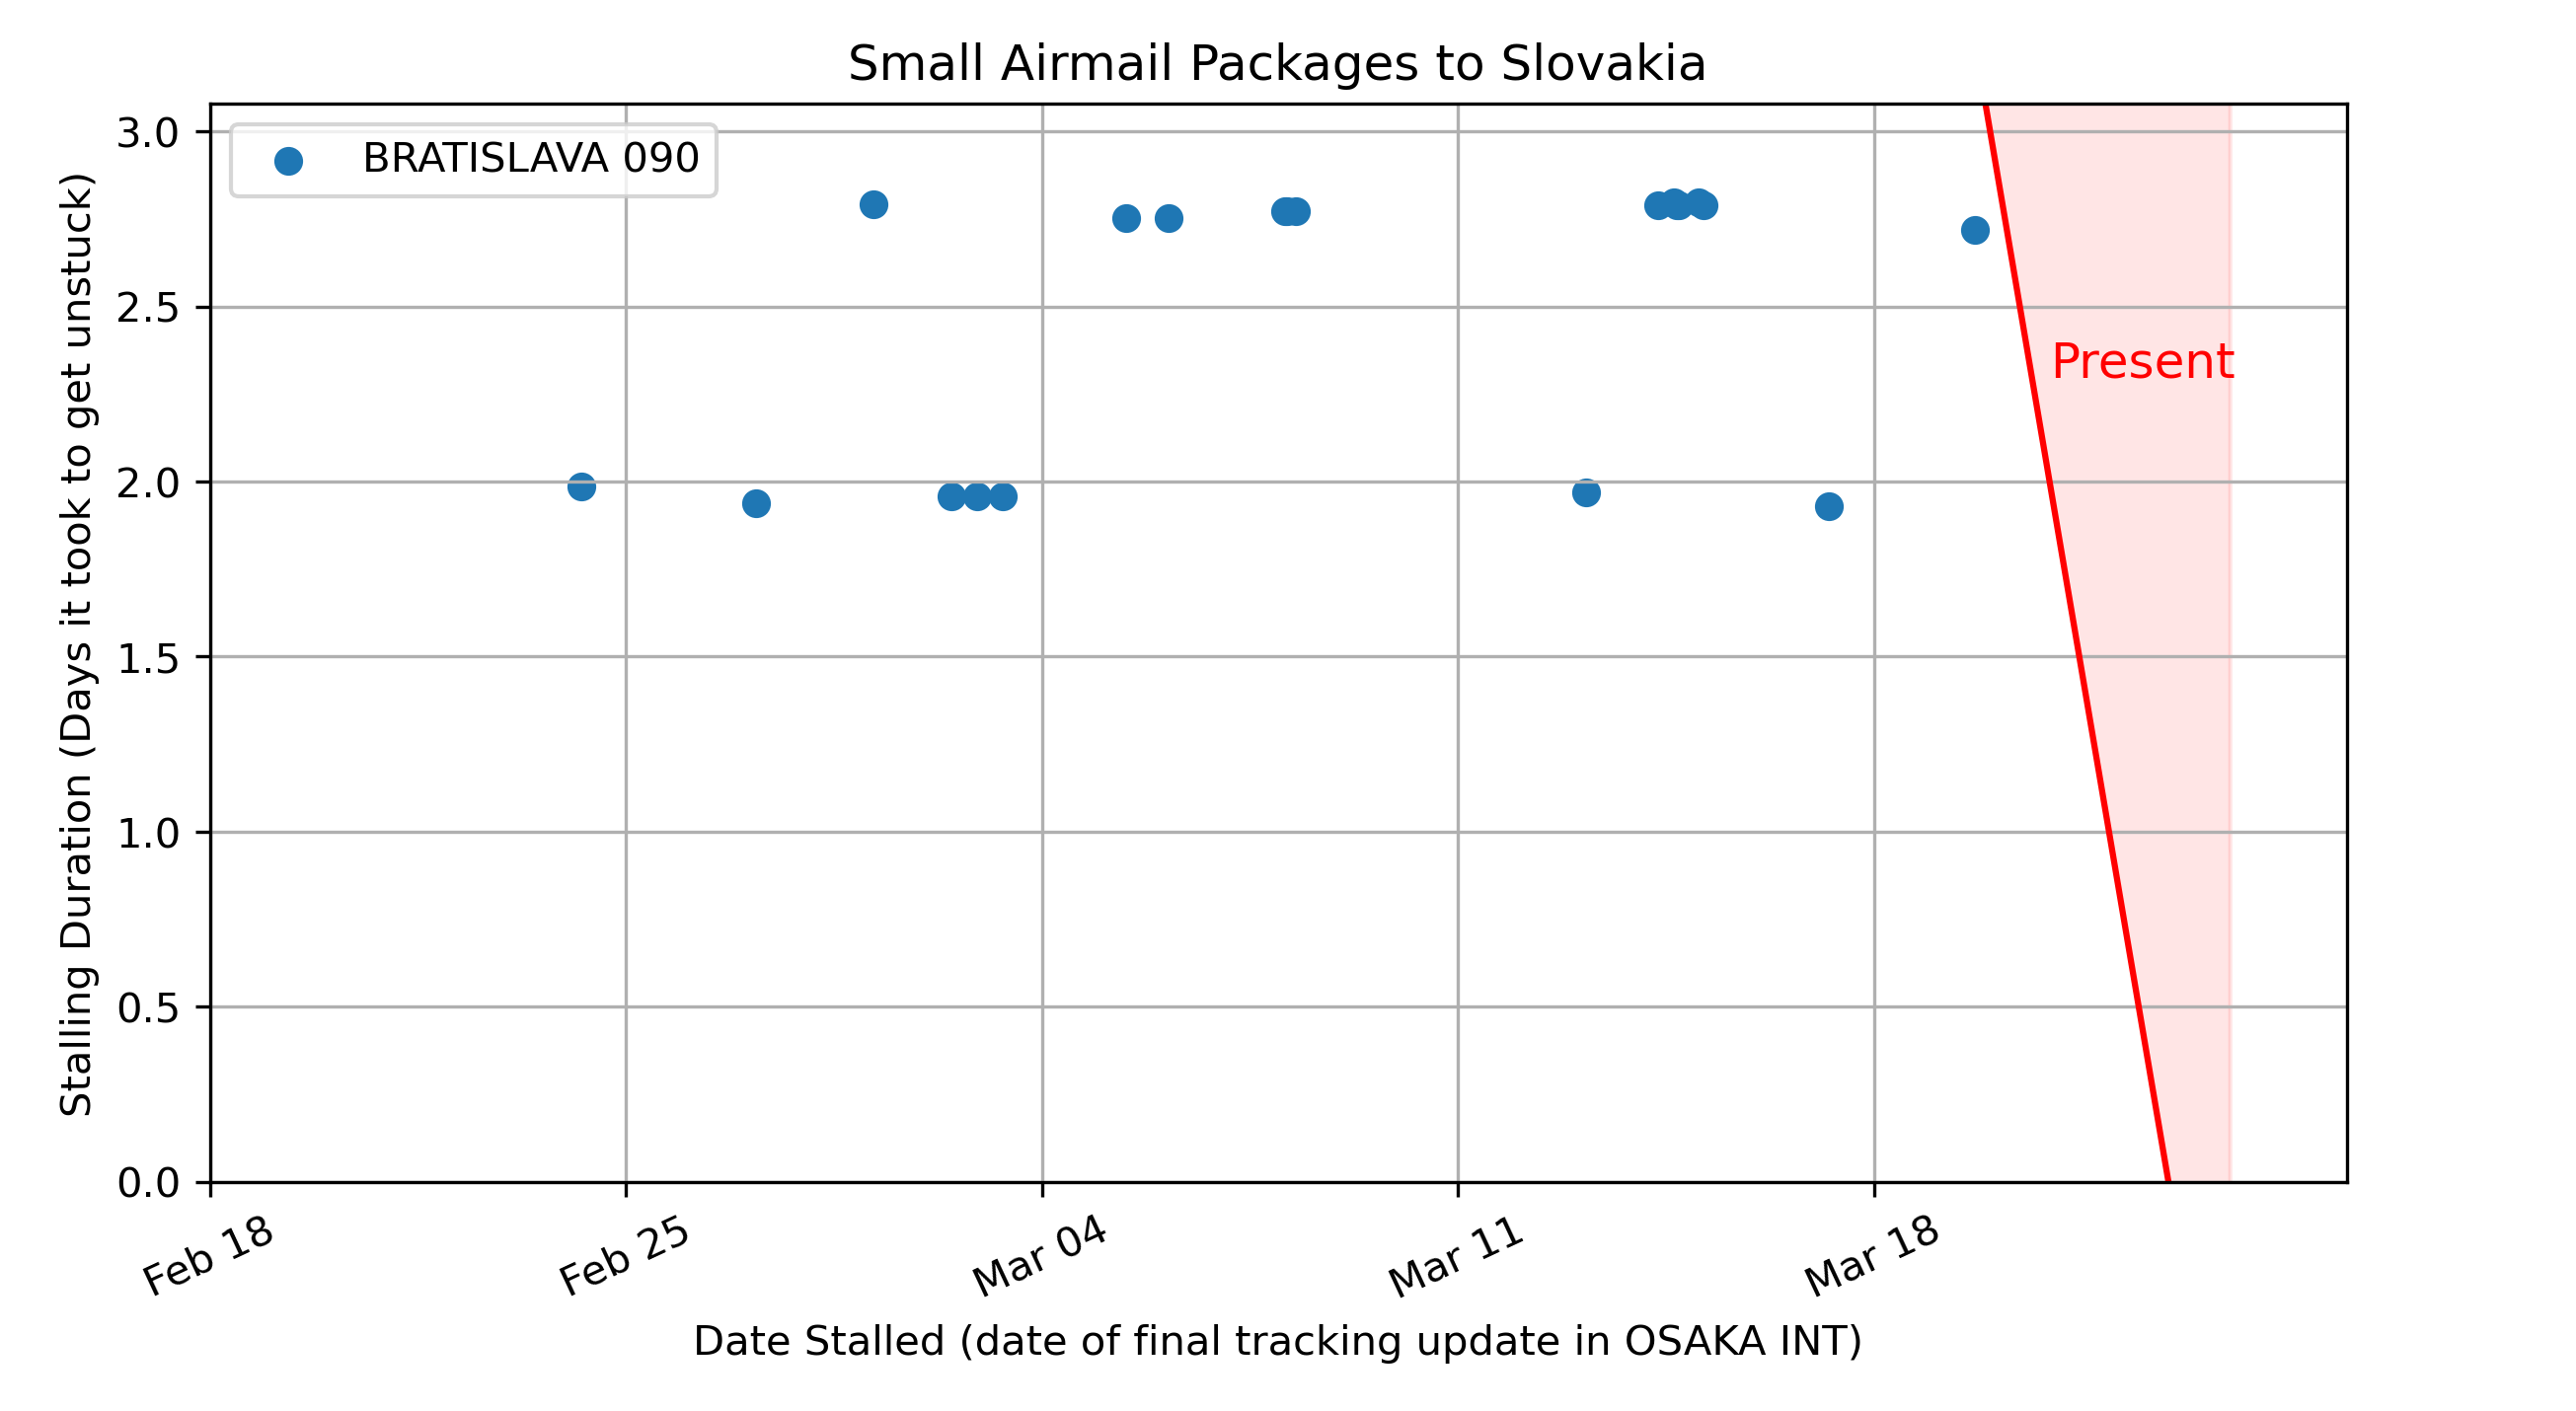 Small Airmail Packages to Slovakia
BRATISLAVA 090
Stalling Duration (Days it took to get unstuck)
3.0
2.5
2.0
1.5
1.0
0.5
0.0
Present
Feb 18
Feb 25
Mar 04
Mar 11
Mar 18
Date Stalled (date of final tracking update in OSAKA INT)